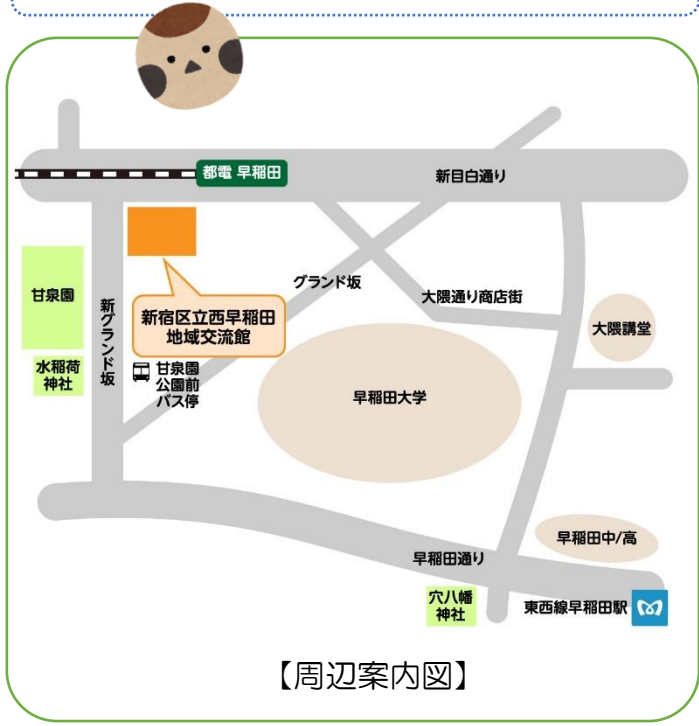 都電 早稲田
新目白通り
甘泉園
新グランド坂
グランド坂
大隈通り商店街
新宿区立西早稲田
地域交流館
大隈講堂
水稲荷
神社
甘泉園
公園前
バス停
早稲田大学
早稲田通り
早稲田中/高
穴八幡
神社
東西線早稲田駅
【周辺案内図】